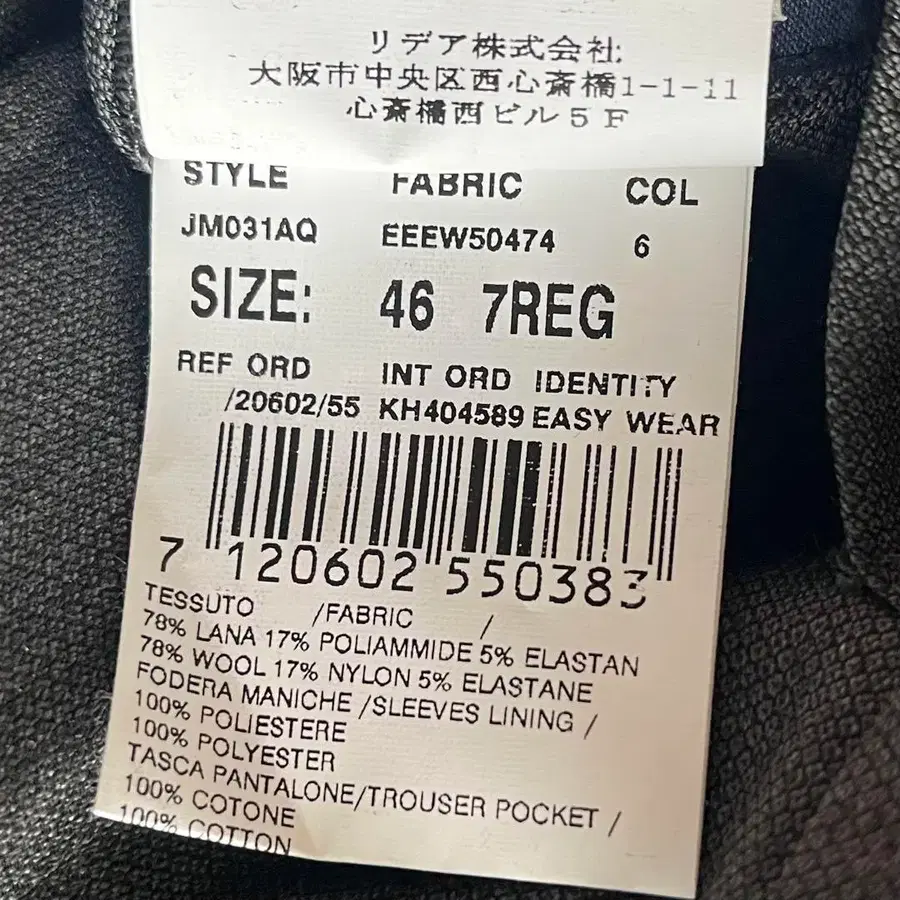 リデア株式会社
大阪市中央区西心斎橋1-1-11
心斎橋西ビル5F
STYLE FABRIC COL
JM031AQ EEEW50474 6
SIZE: 46 7REG
REF ORD INT ORD IDENTITY
/20602/55 KH404589 EASY WEAR
7 120602 550383
TESSUTO /FABRIC /
78% LANA 17% POLIAMMIDE 5% ELASTAN
78% WOOL 17% NYLON 5% ELASTANE
FODERA MANICHE /SLEEVES LINING /
100% POLIESTERE
100% POLYESTER
TASCA PANTALONE/TROUSER POCKET /
100% COTONE
100% COTTON